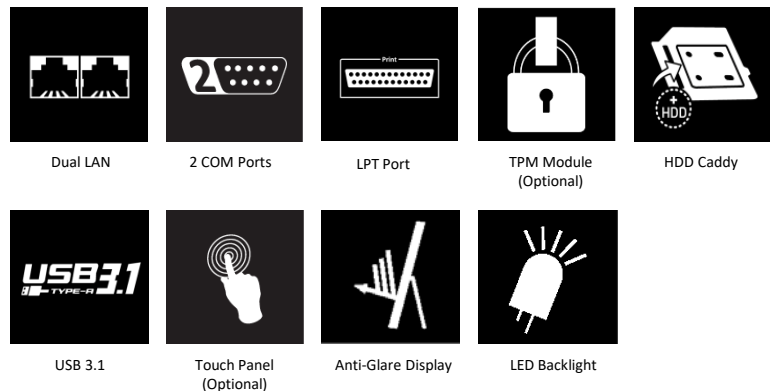 2
Print
+
HDD
Dual LAN
2 COM Ports
LPT Port
TPM Module
(Optional)
HDD Caddy
USB3.1
TYPE-A
USB 3.1
Touch Panel
(Optional)
Anti-Glare Display
LED Backlight